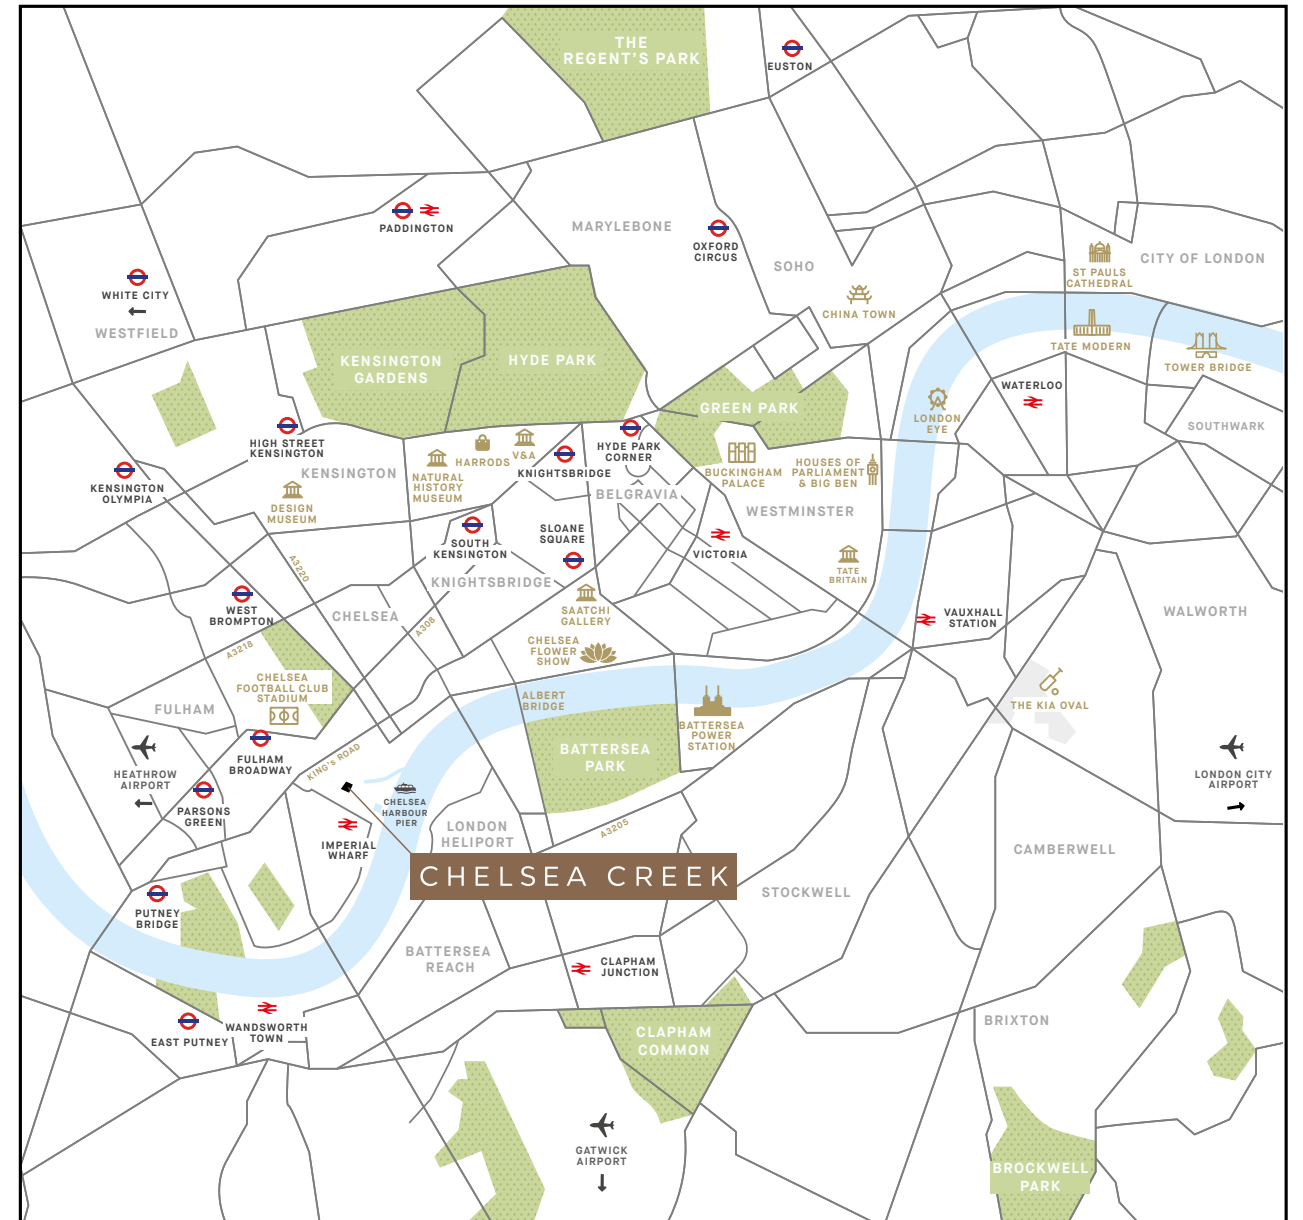 THE
REGENT'S PARK
EUSTON
PADDINGTON
MARYLEBONE
OXFORD
CIRCUS
SOHO
ST PAULS
CATHEDRAL
CITY OF LONDON
WHITE CITY
WESTFIELD
CHINA TOWN
TATE MODERN
TOWER BRIDGE
KENSINGTON
GARDENS
HYDE PARK
GREEN PARK
WATERLOO
LONDON
EYE
SOUTHWARK
HIGH STREET
KENSINGTON
KENSINGTON
HARRODS
V&A
HYDE PARK
CORNER
KNIGHTSBRIDGE
NATURAL
HISTORY
MUSEUM
BUCKINGHAM
PALACE
HOUSES OF
PARLIAMENT
& BIG BEN
KENSINGTON
OLYMPIA
DESIGN
MUSEUM
BELGRAVIA
WESTMINSTER
SLOANE
SQUARE
SOUTH
KENSINGTON
VICTORIA
TATE
BRITAIN
A3220
KNIGHTSBRIDGE
WEST
BROMPTON
CHELSEA
A308
SAATCHI
GALLERY
VAUXHALL
STATION
WALWORTH
A3218
CHELSEA
FLOWER
SHOW
CHELSEA
FOOTBALL CLUB
STADIUM
FULHAM
ALBERT
BRIDGE
BATTERSEA
POWER
STATION
THE KIA OVAL
HEATHROW
AIRPORT
FULHAM
BROADWAY
KING's ROAD
BATTERSEA
PARK
LONDON CITY
AIRPORT
PARSONS
GREEN
CHELSEA
HARBOUR
PIER
IMPERIAL
WHARF
LONDON
HELIPORT
A3205
CAMBERWELL
CHELSEA CREEK
STOCKWELL
PUTNEY
BRIDGE
BATTERSEA
REACH
CLAPHAM
JUNCTION
WANDSWORTH
TOWN
EAST PUTNEY
CLAPHAM
COMMON
BRIXTON
GATWICK
AIRPORT
BROCKWELL
PARK